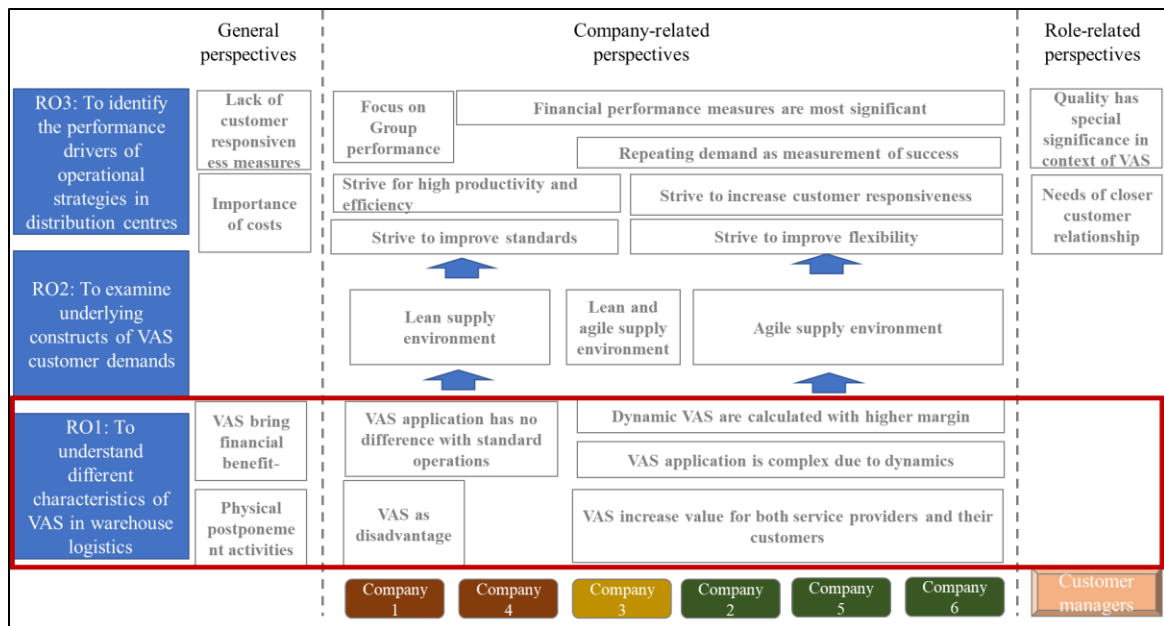 General
perspectives
Company-related
perspectives
Role-related
perspectives
RO3: To identify
the performance
drivers of
operational
strategies in
distribution centres
Lack of
customer
responsiven
ess measures
Importance
of costs
Focus on
Group
performance
Financial performance measures are most significant
Repeating demand as measurement of success
Strive for high productivity and
efficiency
Strive to increase customer responsiveness
Strive to improve standards
Strive to improve flexibility
Quality has
special
significance in
context of VAS
Needs of closer
customer
relationship
RO2: To examine
underlying
constructs of VAS
customer demands
Lean supply
environment
Lean and
agile supply
environment
Agile supply environment
RO1: To
understand
different
characteristics of
VAS in warehouse
logistics
VAS bring
financial
benefit-
Physical
postponeme
nt activities
VAS application has no
difference with standard
operations
VAS as
disadvantage
Dynamic VAS are calculated with higher margin
VAS application is complex due to dynamics
VAS increase value for both service providers and their
customers
Company
1
Company
4
Company
3
Company
2
Company
5
Company
6
Customer
managers